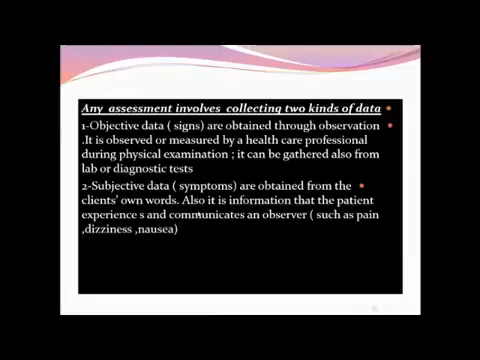 Any assessment involves collecting two kinds of data
1-Objective data ( signs) are obtained through observation
.It is observed or measured by a health care professional
during physical examination ; it can be gathered also from
lab or diagnostic tests
2-Subjective data ( symptoms) are obtained from the
clients' own words. Also it is information that the patient
experience s and communicates an observer ( such as pain
,dizziness ,nausea)